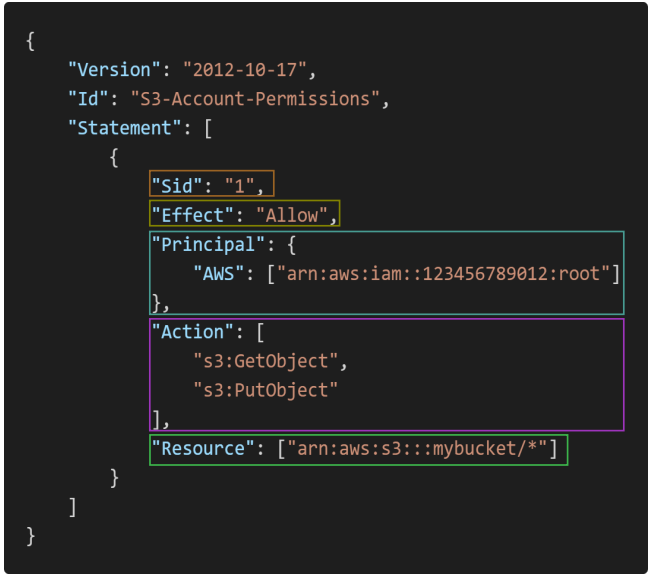 {
    "Version": "2012-10-17",
    "Id": "S3-Account-Permissions",
    "Statement": [
        {
            "Sid": "1",
            "Effect": "Allow",
            "Principal": {
                "AWS": ["arn:aws:iam::123456789012:root"]
            },
            "Action": [
                "s3:GetObject",
                "s3:PutObject"
            ],
            "Resource": ["arn:aws:s3:::mybucket/*"]
        }
    ]
}